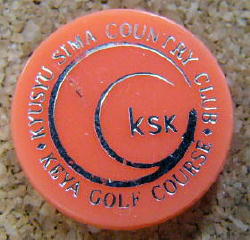 KYUSYU SIMA COUNTRY CLUB
KSK
KEYA GOLF COURSE